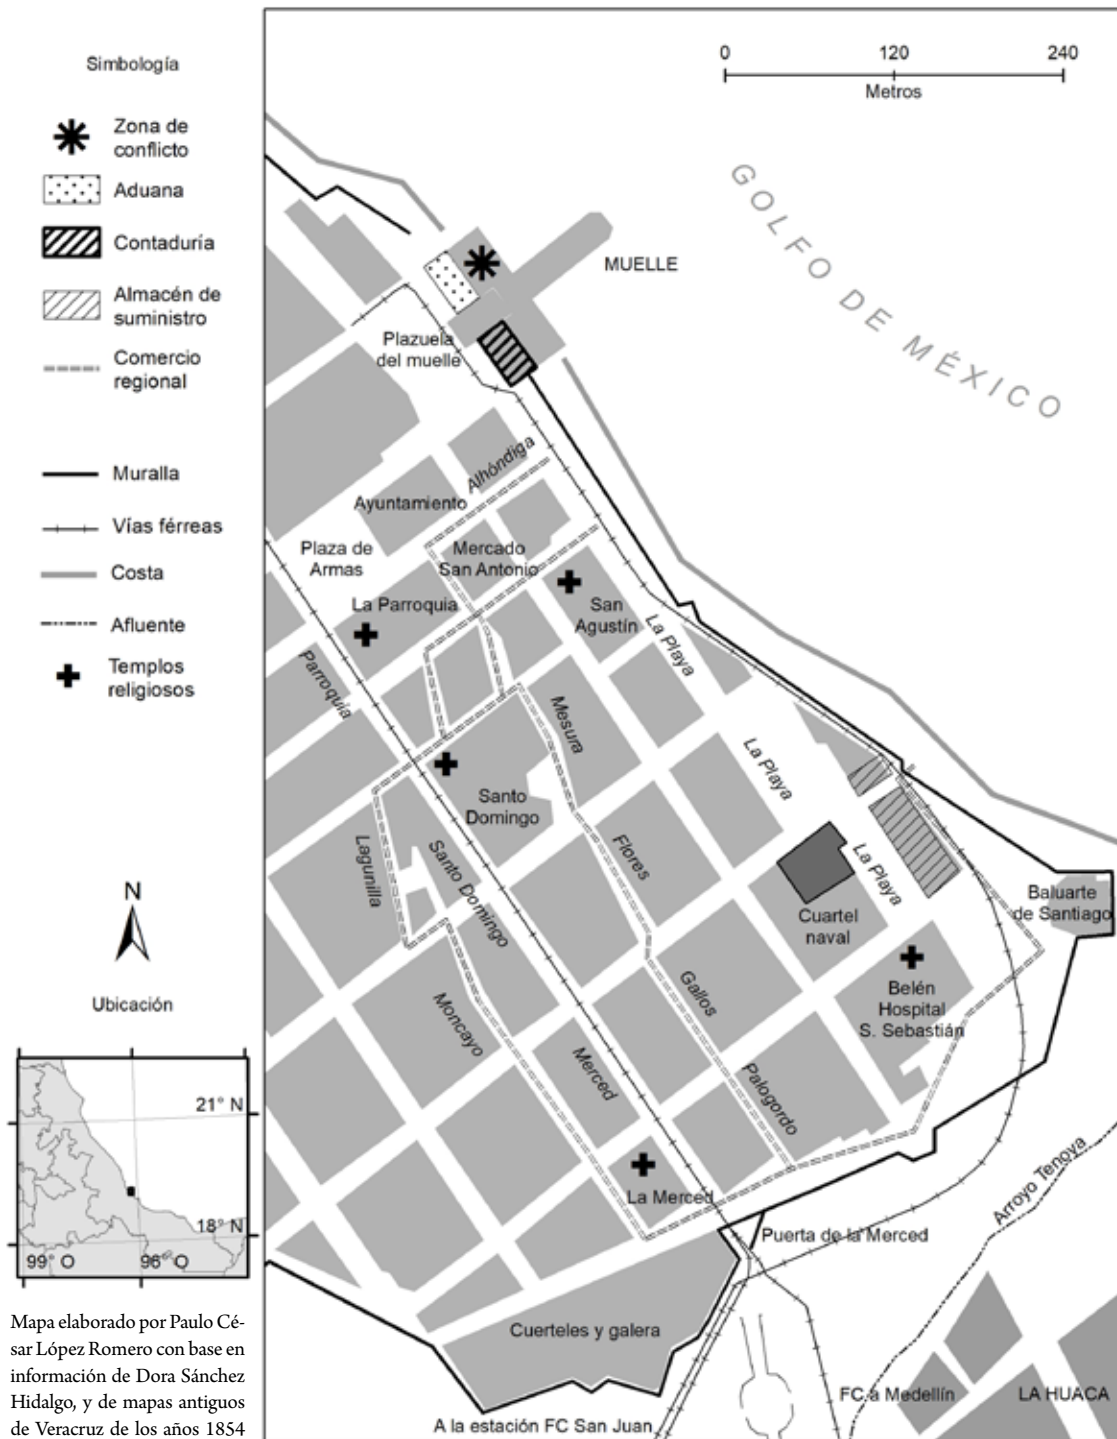 Simbología
Zona de
conflicto
Aduana
Contaduría
Almacén de
suministro
Comercio
regional
Muralla
Vías férreas
Costa
Afluente
Templos
religiosos
N
Ubicación
21° N
18° N
99° O
96° O
Mapa elaborado por Paulo Cé-
sar López Romero con base en
información de Dora Sánchez
Hidalgo, y de mapas antiguos
de Veracruz de los años 1854
0
120
240
Metros
GOLFO DE MÉXICO
MUELLE
Plazuela
del muelle
Alhóndiga
Ayuntamiento
Plaza de
Armas
Mercado
San Antonio
La Parroquia
San
Agustín
La Playa
Parroquia
Mesura
La Playa
Santo
Domingo
Flores
Lagunilla
Santo Domingo
La Playa
Cuartel
naval
Baluarte
de Santiago
Belén
Hospital
S. Sebastián
Gallos
Moncayo
Merced
Palogordo
La Merced
Puerta de la Merced
Arroyo Tenoya
Cuerteles y galera
FC a Medellín
LA HUACA
A la estación FC San Juan